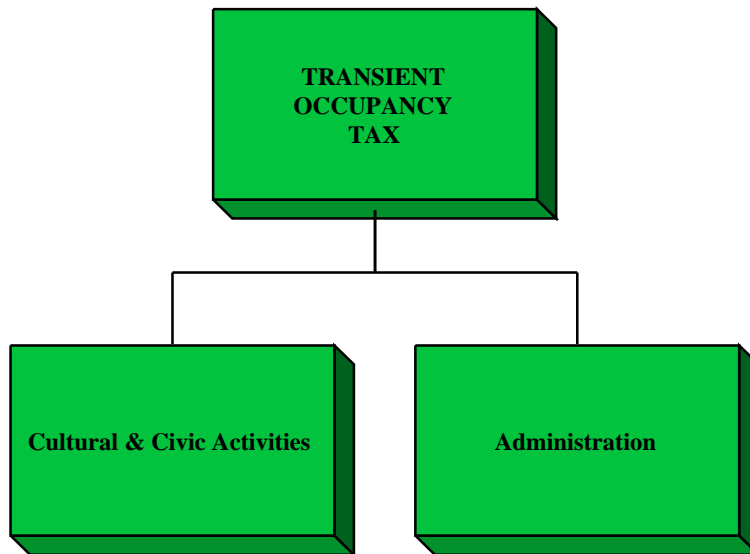 TRANSIENT
OCCUPANCY
TAX
Cultural & Civic Activities
Administration